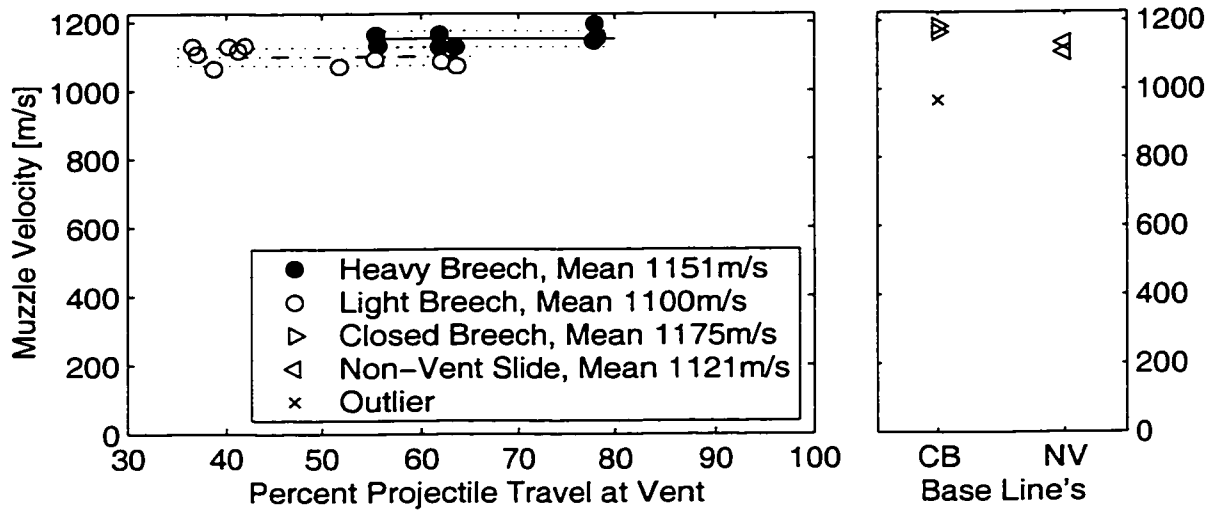 Muzzle Velocity [m/s]
1200
1000
800
600
400
200
0
30 40 50 60 70 80 90 100
Percent Projectile Travel at Vent
Heavy Breech, Mean 1151m/s
Light Breech, Mean 1100m/s
Closed Breech, Mean 1175m/s
Non-Vent Slide, Mean 1121m/s
Outlier
1200
1000
800
600
400
200
0
CB NV
Base Line's